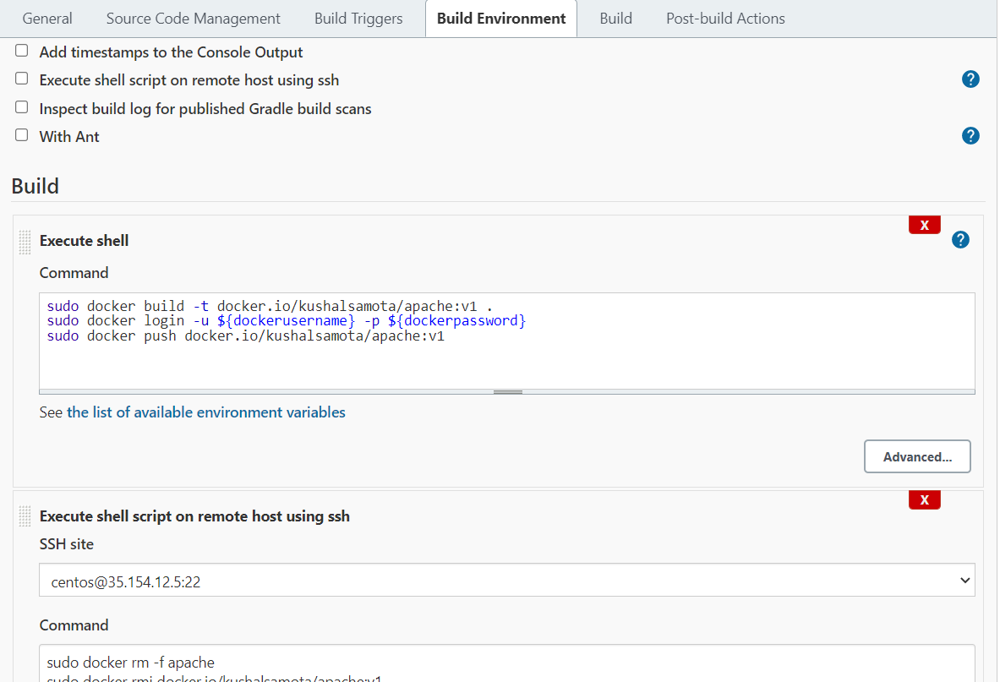 General Source Code Management Build Triggers Build Environment Build Post-build Actions
Add timestamps to the Console Output
Execute shell script on remote host using ssh
?
Inspect build log for published Gradle build scans
With Ant
?
Build
X
Execute shell
?
Command
sudo docker build -t docker.io/kushalsamota/apache:v1 .
sudo docker login -u ${dockerusername} -p ${dockerpassword}
sudo docker push docker.io/kushalsamota/apache:v1
See the list of available environment variables
Advanced...
X
Execute shell script on remote host using ssh
SSH site
centos@35.154.12.5:22
Command
sudo docker rm -f apache
sudo docker rmi docker.io/kushalsamota/apache:v1